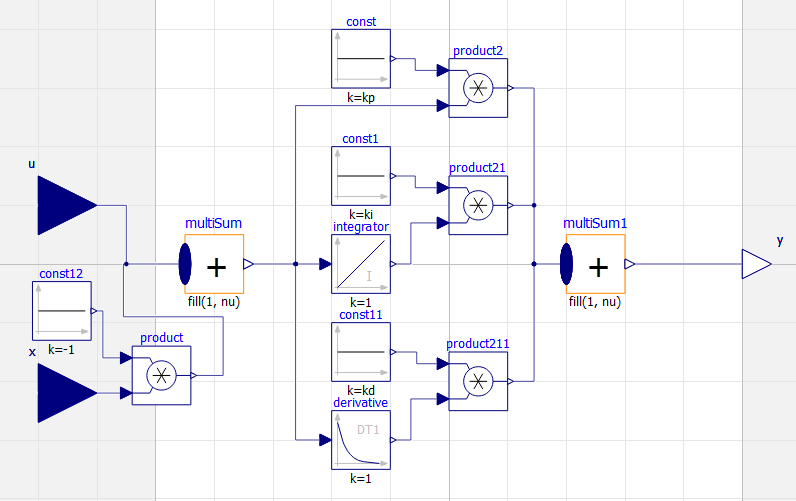 const
product2
k=kp
u
const1
product21
k=ki
multiSum
integrator
multiSum1
y
+
I
+
fill(1, nu)
k=1
fill(1, nu)
const12
const11
product
product211
x
k=-1
k=kd
derivative
DT1
k=1